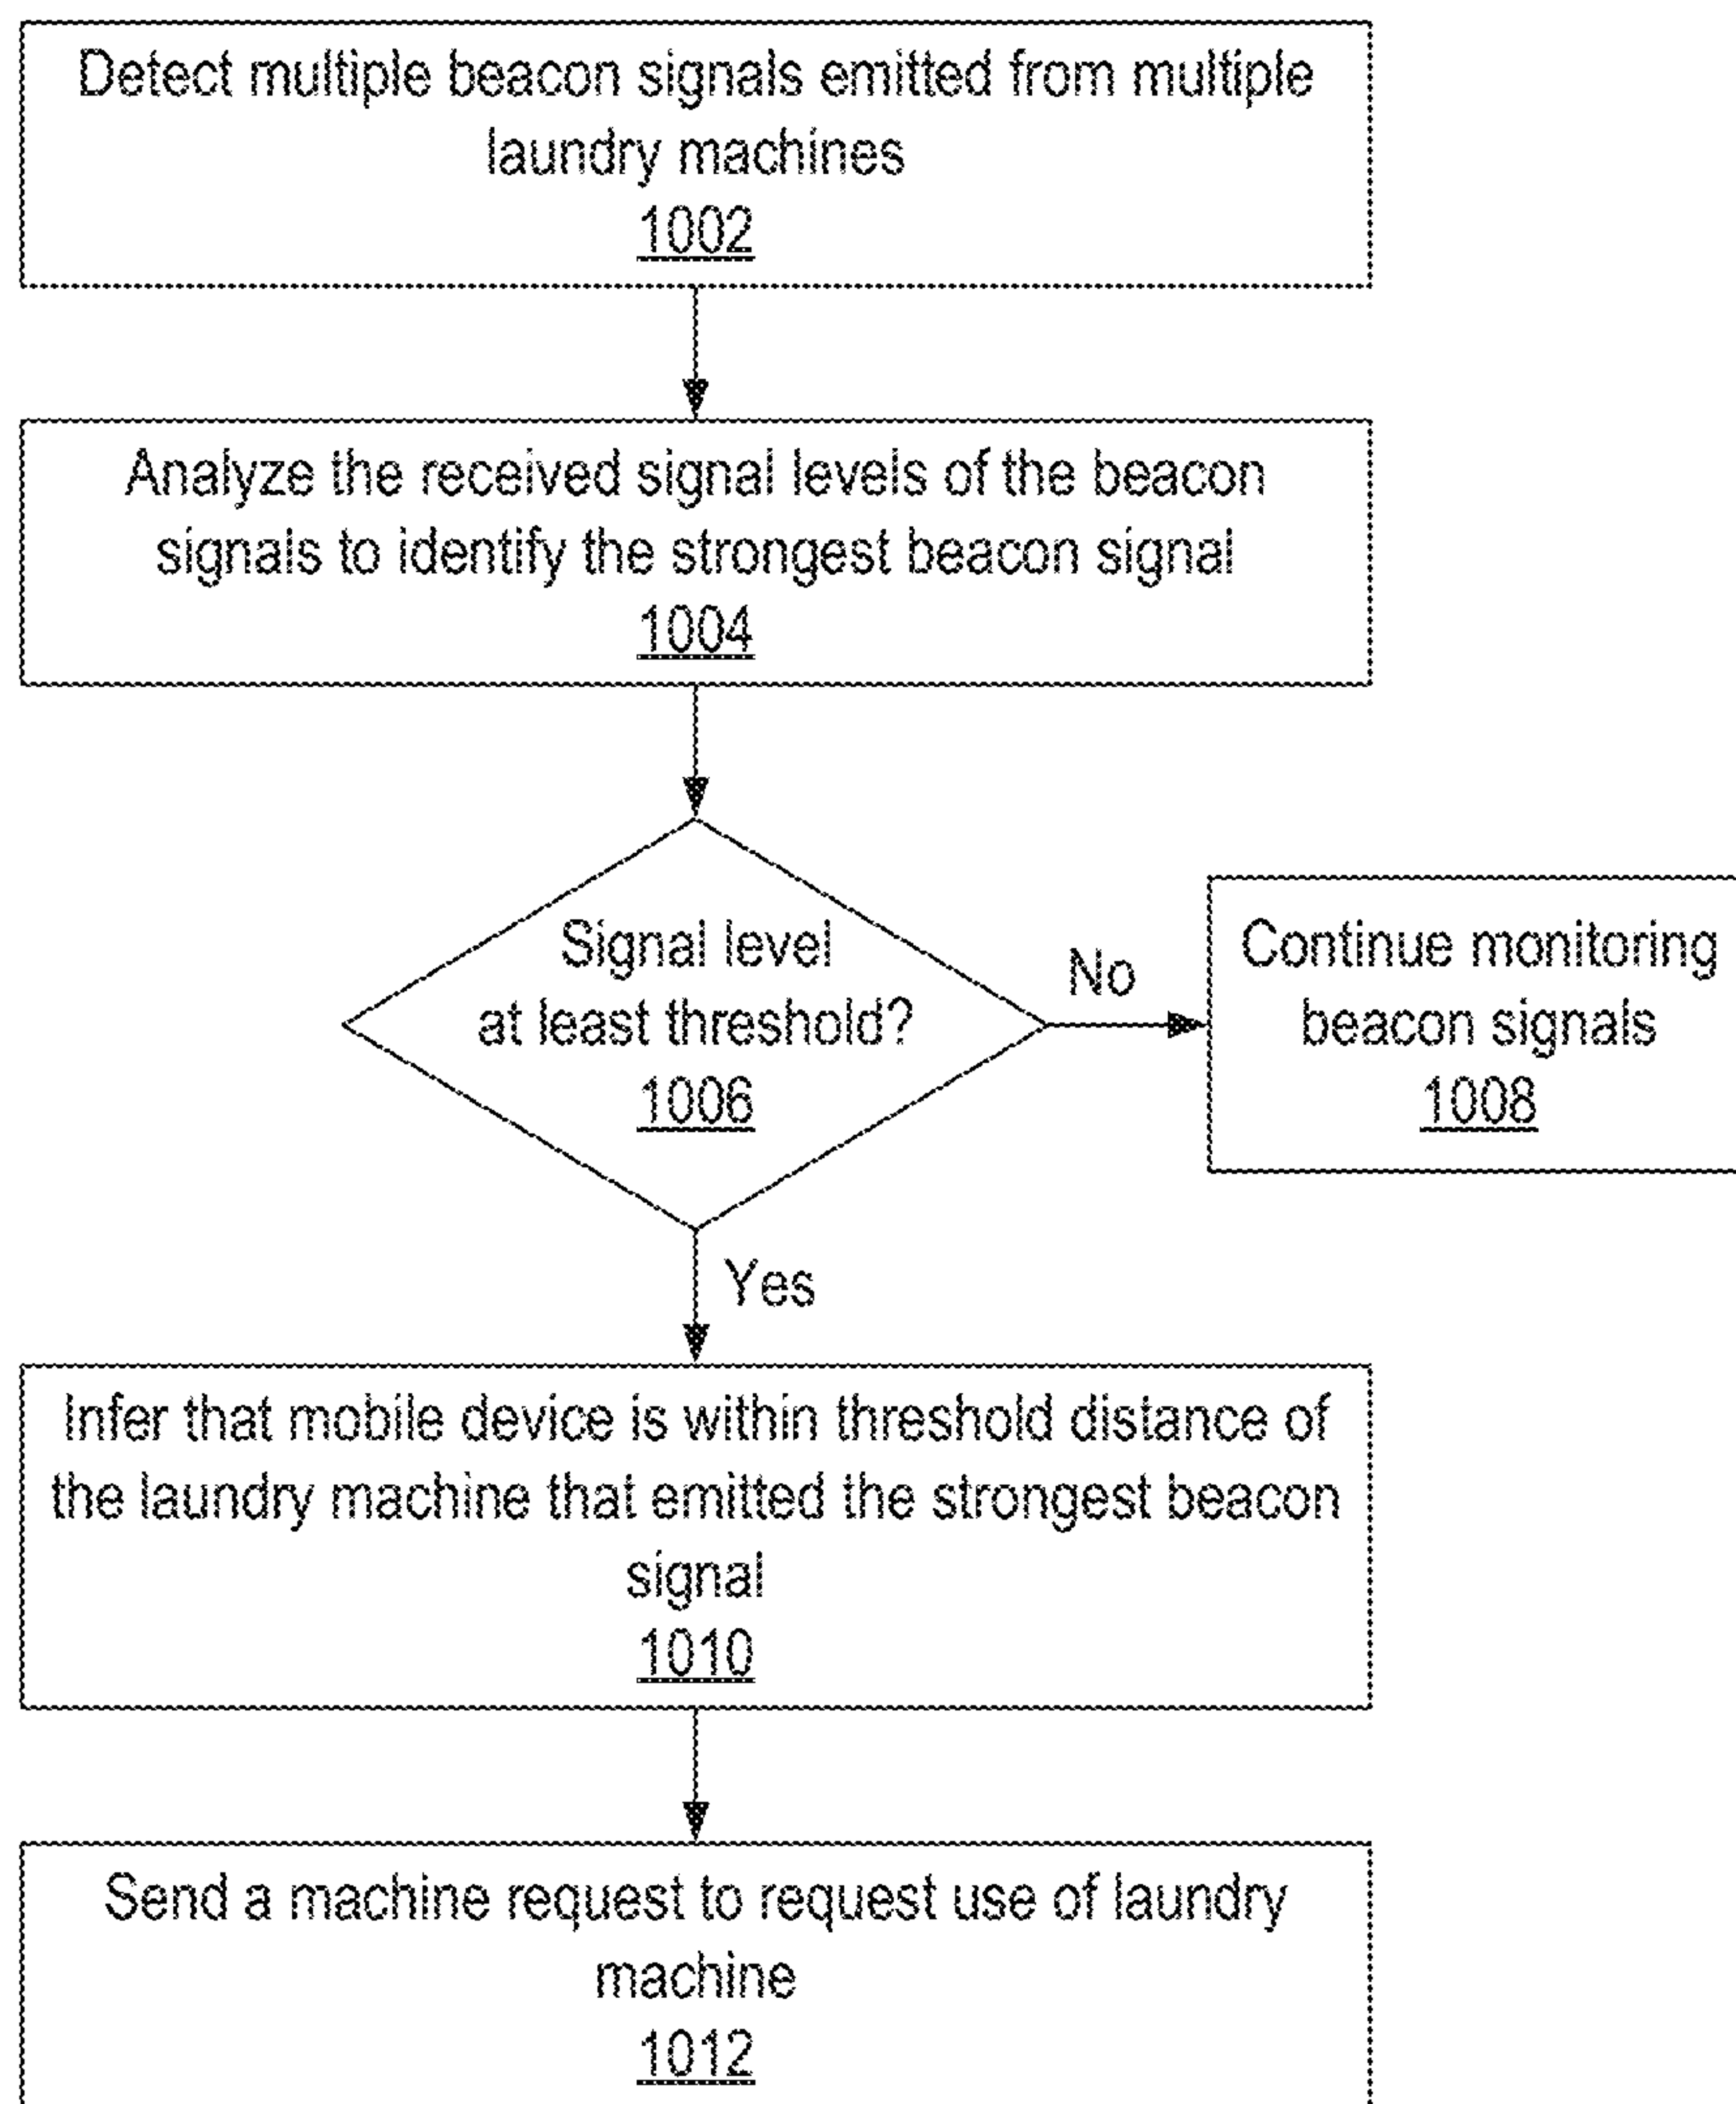 Detect multiple beacon signals emitted from multiple
laundry machines
1002
Analyze the received signal levels of the beacon
signals to identify the strongest beacon signal
1004
Signal level
at least threshold?
1006
No
Continue monitoring
beacon signals
1008
Yes
Infer that mobile device is within threshold distance of
the laundry machine that emitted the strongest beacon
signal
1010
Send a machine request to request use of laundry
machine
1012